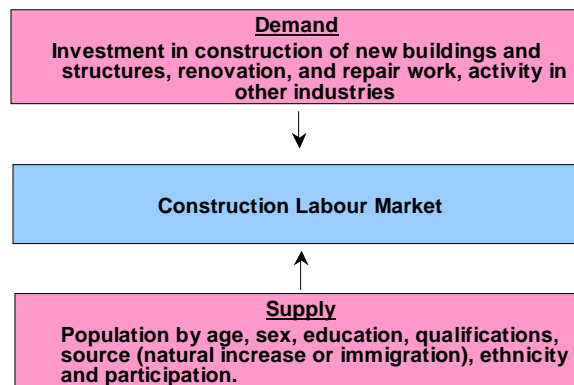 Demand
Investment in construction of new buildings and
structures, renovation, and repair work, activity in
other industries
Construction Labour Market
Supply
Population by age, sex, education, qualifications,
source (natural increase or immigration), ethnicity
and participation.